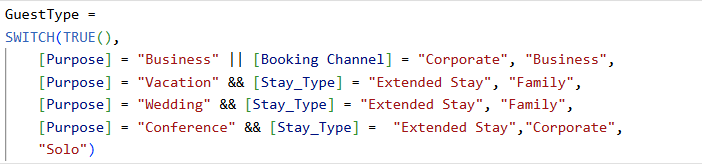 GuestType =
SWITCH(TRUE(),
[Purpose] = "Business" || [Booking Channel] = "Corporate", "Business",
[Purpose] = "Vacation" && [Stay_Type] = "Extended Stay", "Family",
[Purpose] = "Wedding" && [Stay_Type] = "Extended Stay", "Family",
[Purpose] = "Conference" && [Stay_Type] =  "Extended Stay","Corporate",
"Solo")